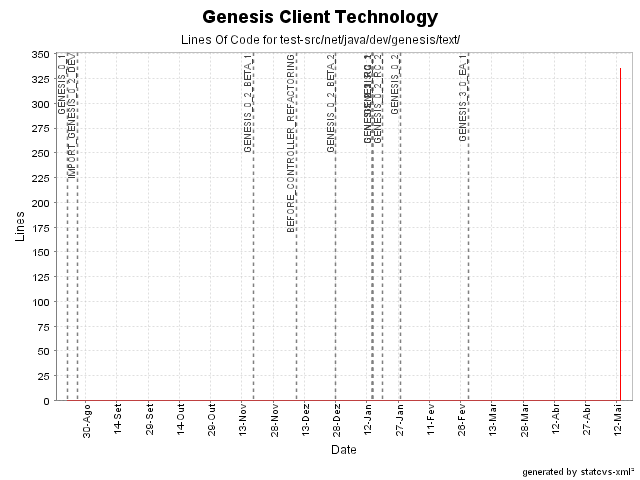 Genesis Client Technology
Lines Of Code for test-src/net/java/dev/genesis/text/
350
325
300
275
250
225
200
175
150
125
100
75
50
25
0
Lines
GENESIS_0_1
IMPORT_GENESIS_0_2_DEV
GENESIS_0_2_BETA_1
BEFORE_CONTROLLER_REFACTORING
GENESIS_0_2_BETA_2
GENESIS_0_2_RC_2
GENESIS_0_2
GENESIS_3_0_EA_1
30-Ago
14-Set
29-Set
14-Out
29-Out
13-Nov
28-Nov
13-Dez
28-Dez
12-Jan
27-Jan
11-Fev
26-Fev
13-Mar
28-Mar
12-Abr
27-Abr
12-Mai
Date
generated by statcvs-xml²